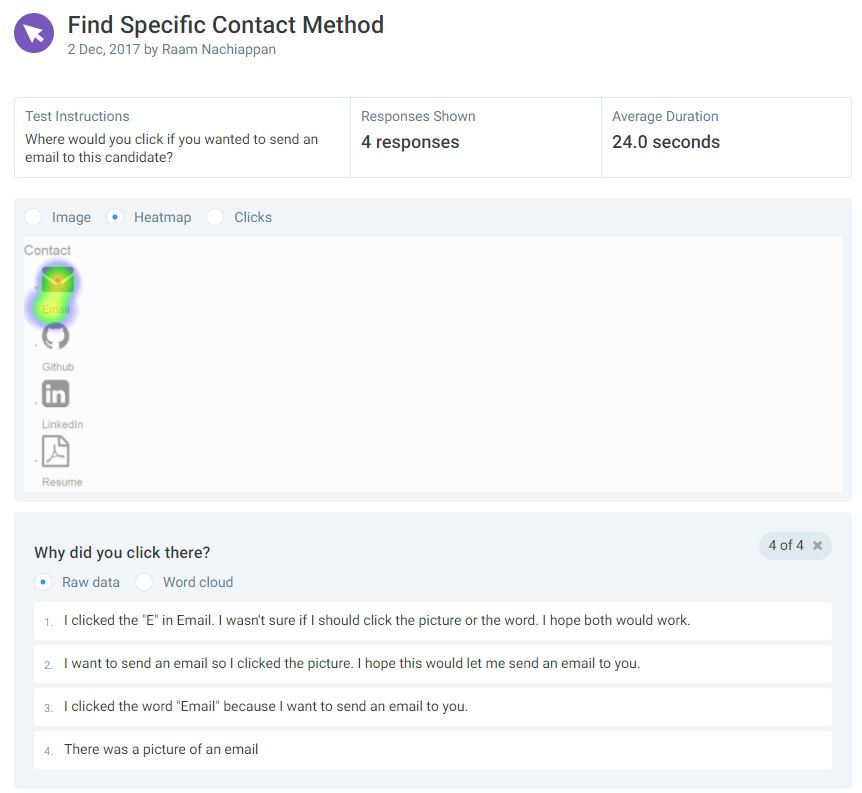 Find Specific Contact Method
2 Dec, 2017 by Raam Nachiappan
Test Instructions
Where would you click if you wanted to send an
email to this candidate?
Responses Shown
4 responses
Average Duration
24.0 seconds
Image Heatmap Clicks
Contact
Email
Github
in
LinkedIn
Resume
Why did you click there?
4 of 4 ×
Raw data Word cloud
1. I clicked the "E" in Email. I wasn't sure if I should click the picture or the word. I hope both would work.
2. I want to send an email so I clicked the picture. I hope this would let me send an email to you.
3. I clicked the word "Email" because I want to send an email to you.
4. There was a picture of an email